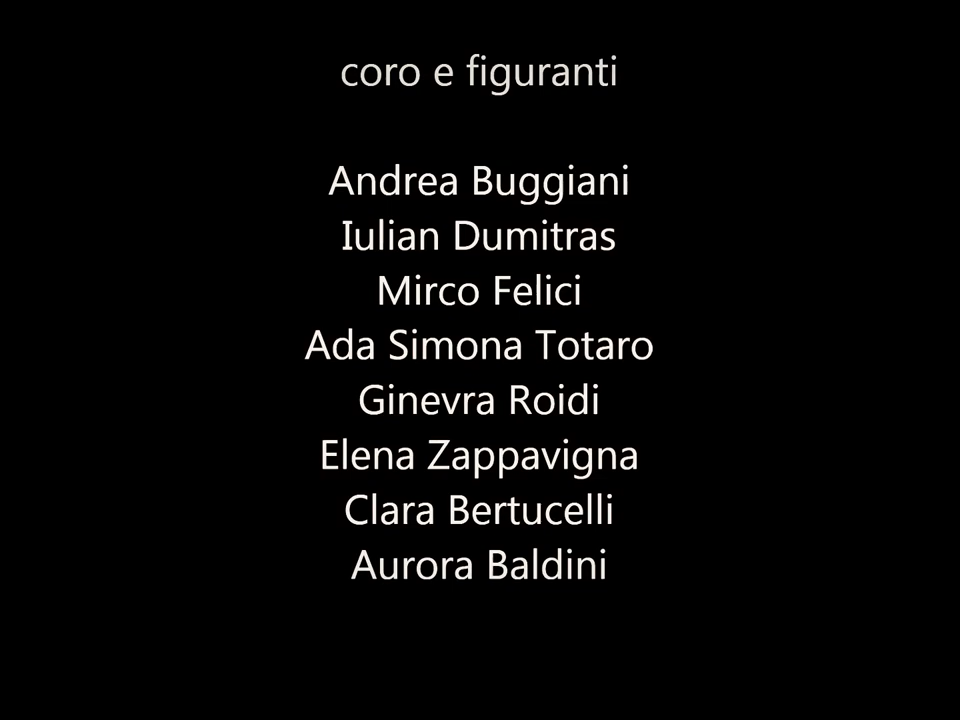 coro e figuranti
Andrea Buggiani
Iulian Dumitras
Mirco Felici
Ada Simona Totaro
Ginevra Roidi
Elena Zappavigna
Clara Bertucelli
Aurora Baldini